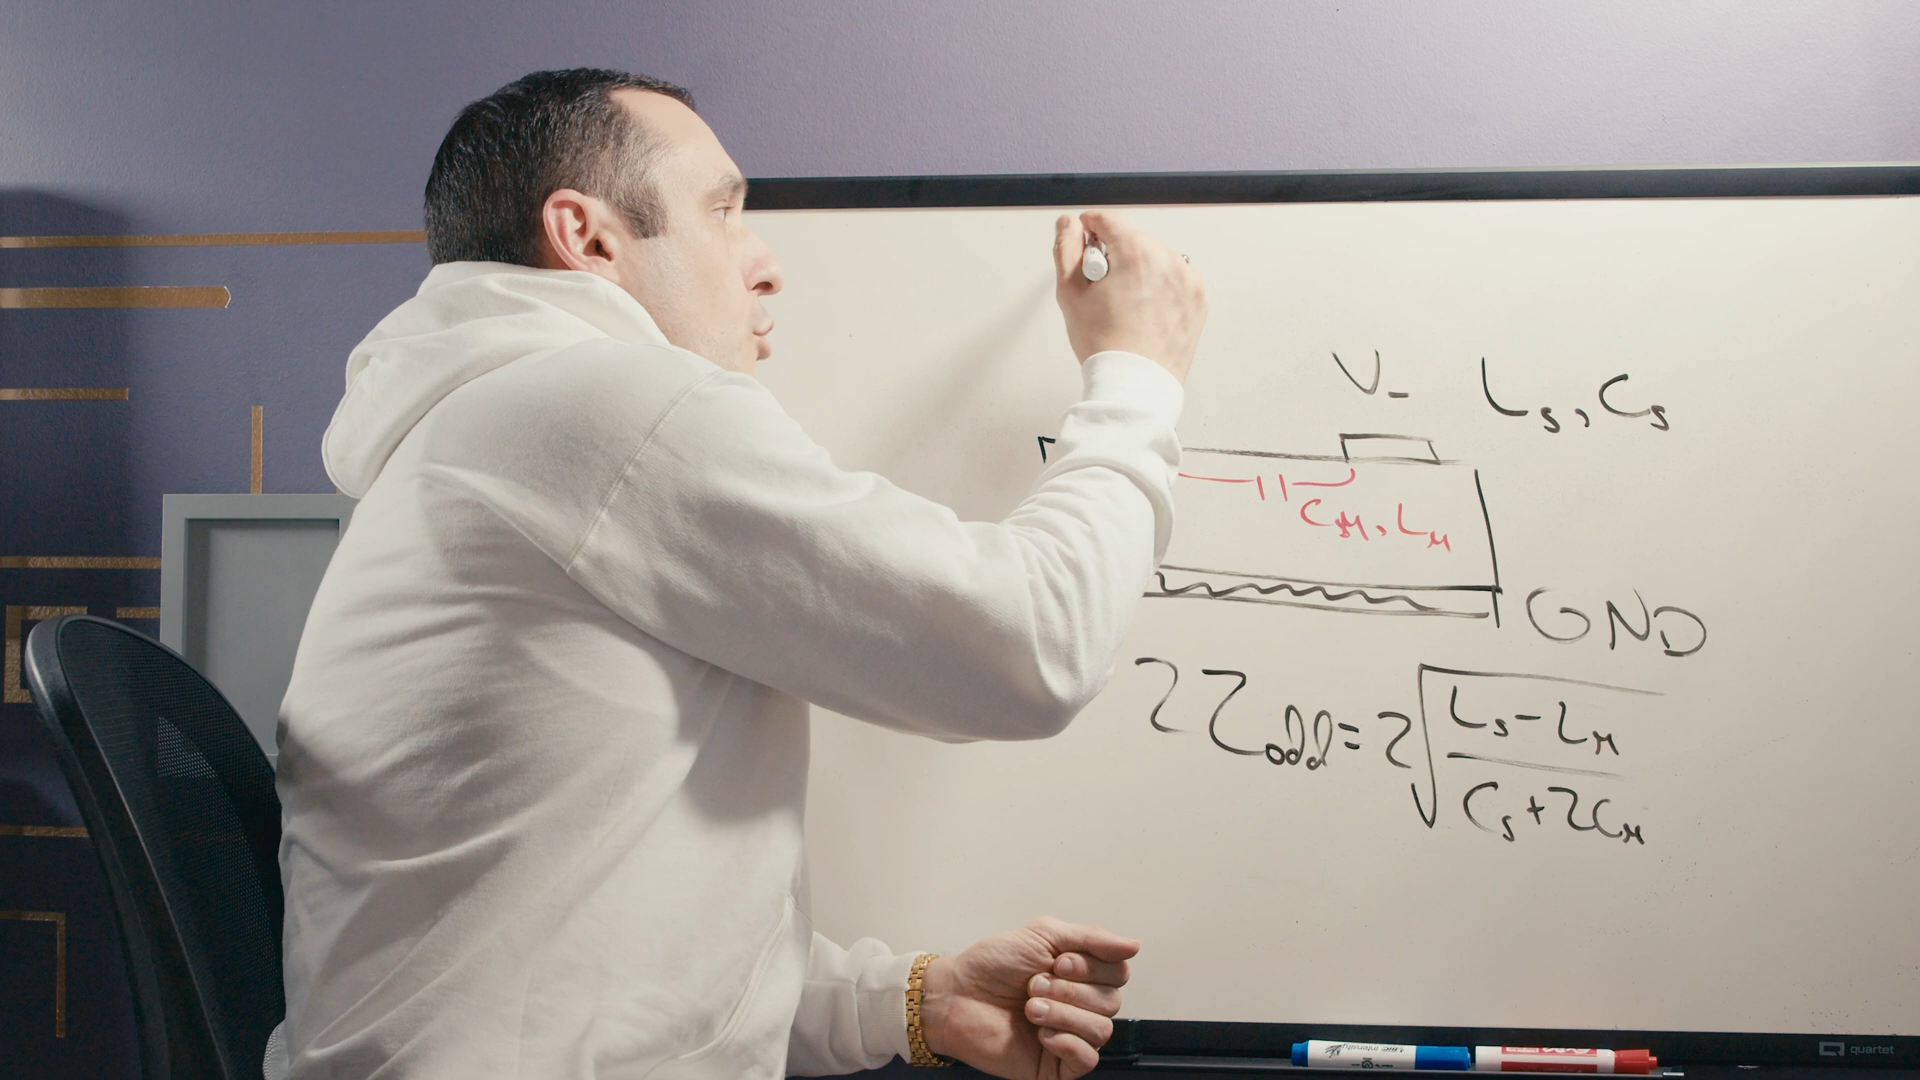 V- Ls, Cs
CM, LM
GND
2Zodd = 2√((Ls - LM)/(Cs + 2CM))
quartet